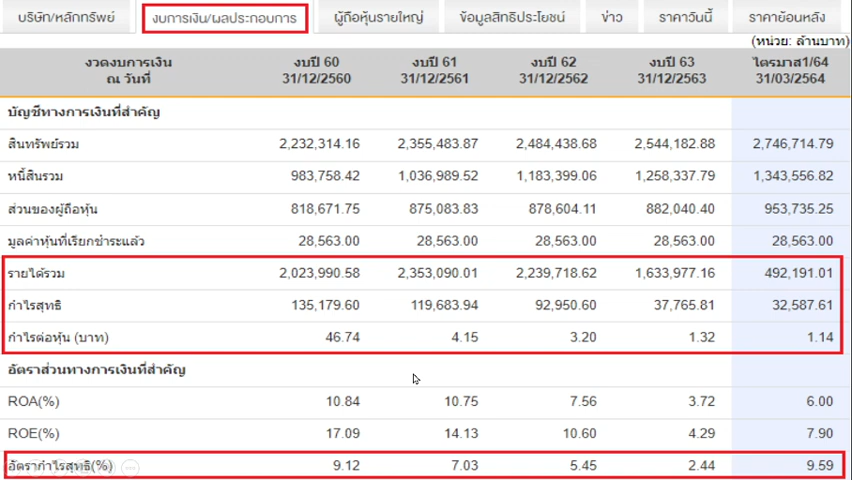 บริษัท/หลักทรัพย์ งบการเงิน/ผลประกอบการ ผู้ถือหุ้นรายใหญ่ ข้อมูลสิทธิประโยชน์ ข่าว ราคาวันนี้ ราคาย้อนหลัง
(หน่วย: ล้านบาท)
งวดงบการเงิน งบปี 60 งบปี 61 งบปี 62 งบปี 63 ไตรมาส1/64
ณ วันที่ 31/12/2560 31/12/2561 31/12/2562 31/12/2563 31/03/2564
บัญชีทางการเงินที่สำคัญ
สินทรัพย์รวม 2,232,314.16 2,355,483.87 2,484,438.68 2,544,182.88 2,746,714.79
หนี้สินรวม 983,758.42 1,036,989.52 1,183,399.06 1,258,337.79 1,343,556.82
ส่วนของผู้ถือหุ้น 818,671.75 875,083.83 878,604.11 882,040.40 953,735.25
มูลค่าหุ้นที่เรียกชำระแล้ว 28,563.00 28,563.00 28,563.00 28,563.00 28,563.00
รายได้รวม 2,023,990.58 2,353,090.01 2,239,718.62 1,633,977.16 492,191.01
กำไรสุทธิ 135,179.60 119,683.94 92,950.60 37,765.81 32,587.61
กำไรต่อหุ้น (บาท) 46.74 4.15 3.20 1.32 1.14
อัตราส่วนทางการเงินที่สำคัญ
ROA(%) 10.84 10.75 7.56 3.72 6.00
ROE(%) 17.09 14.13 10.60 4.29 7.90
อัตรากำไรสุทธิ(%) 9.12 7.03 5.45 2.44 9.59